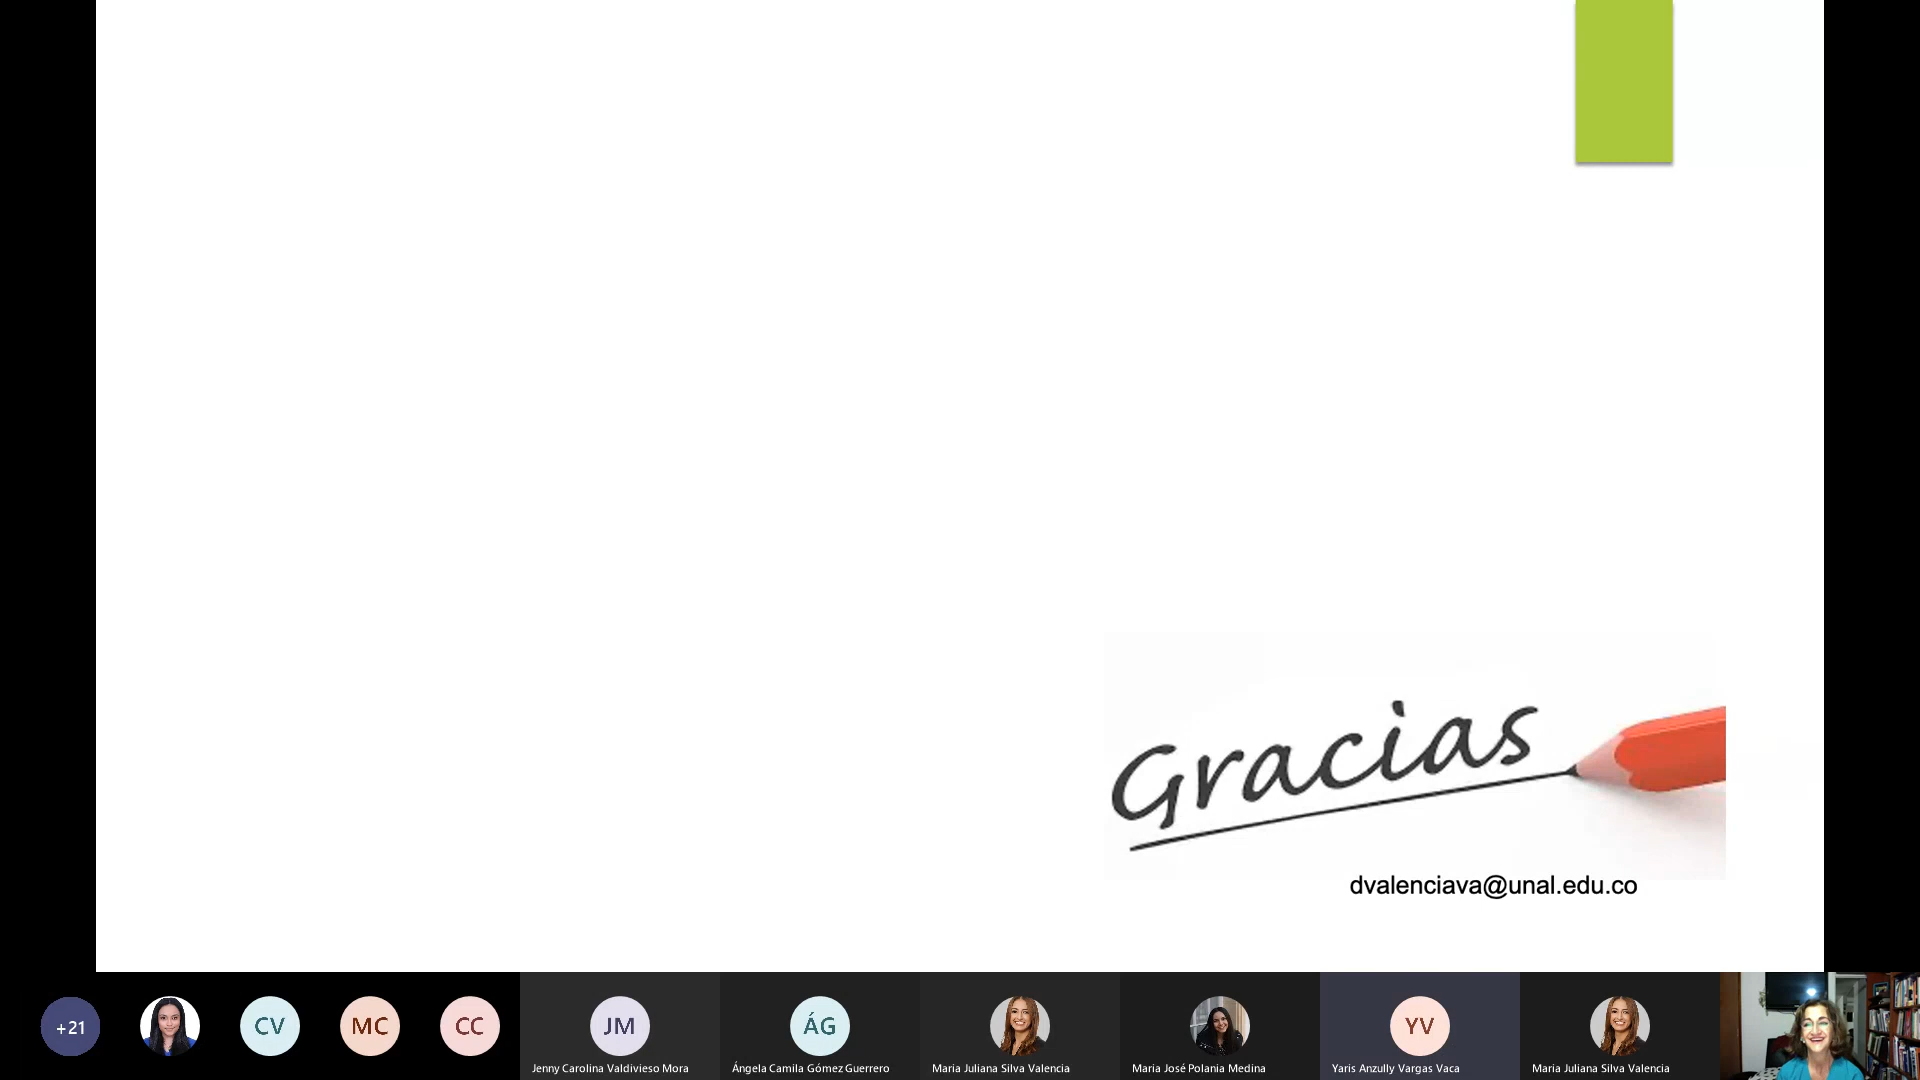 Gracias
dvalenciava@unal.edu.co
+21
CV
MC
CC
JM
ÁG
YV
Jenny Carolina Valdivieso Mora
Ángela Camila Gómez Guerrero
Maria Juliana Silva Valencia
Maria José Polania Medina
Yaris Anzully Vargas Vaca
Maria Juliana Silva Valencia